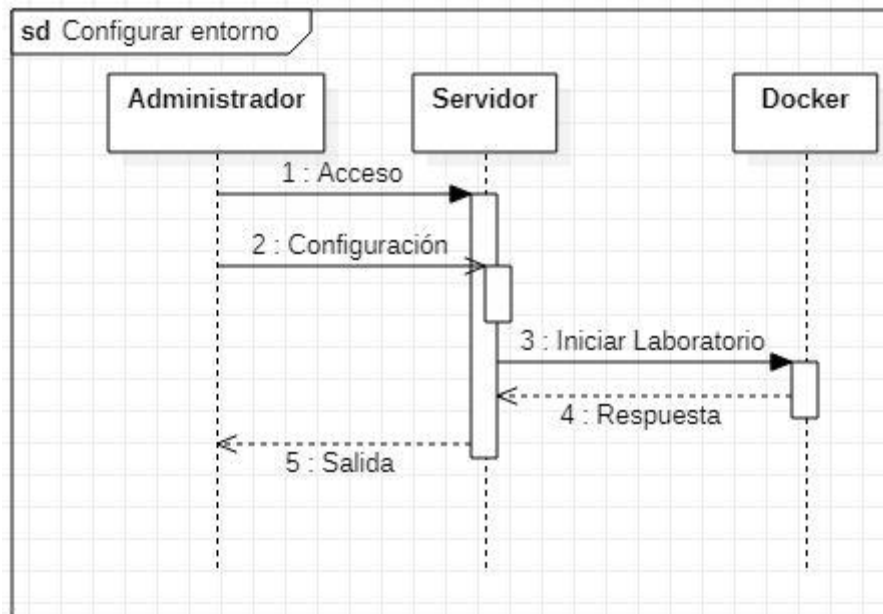 sd Configurar entorno
Administrador
Servidor
Docker
1 : Acceso
2 : Configuración
3 : Iniciar Laboratorio
4 : Respuesta
5 : Salida